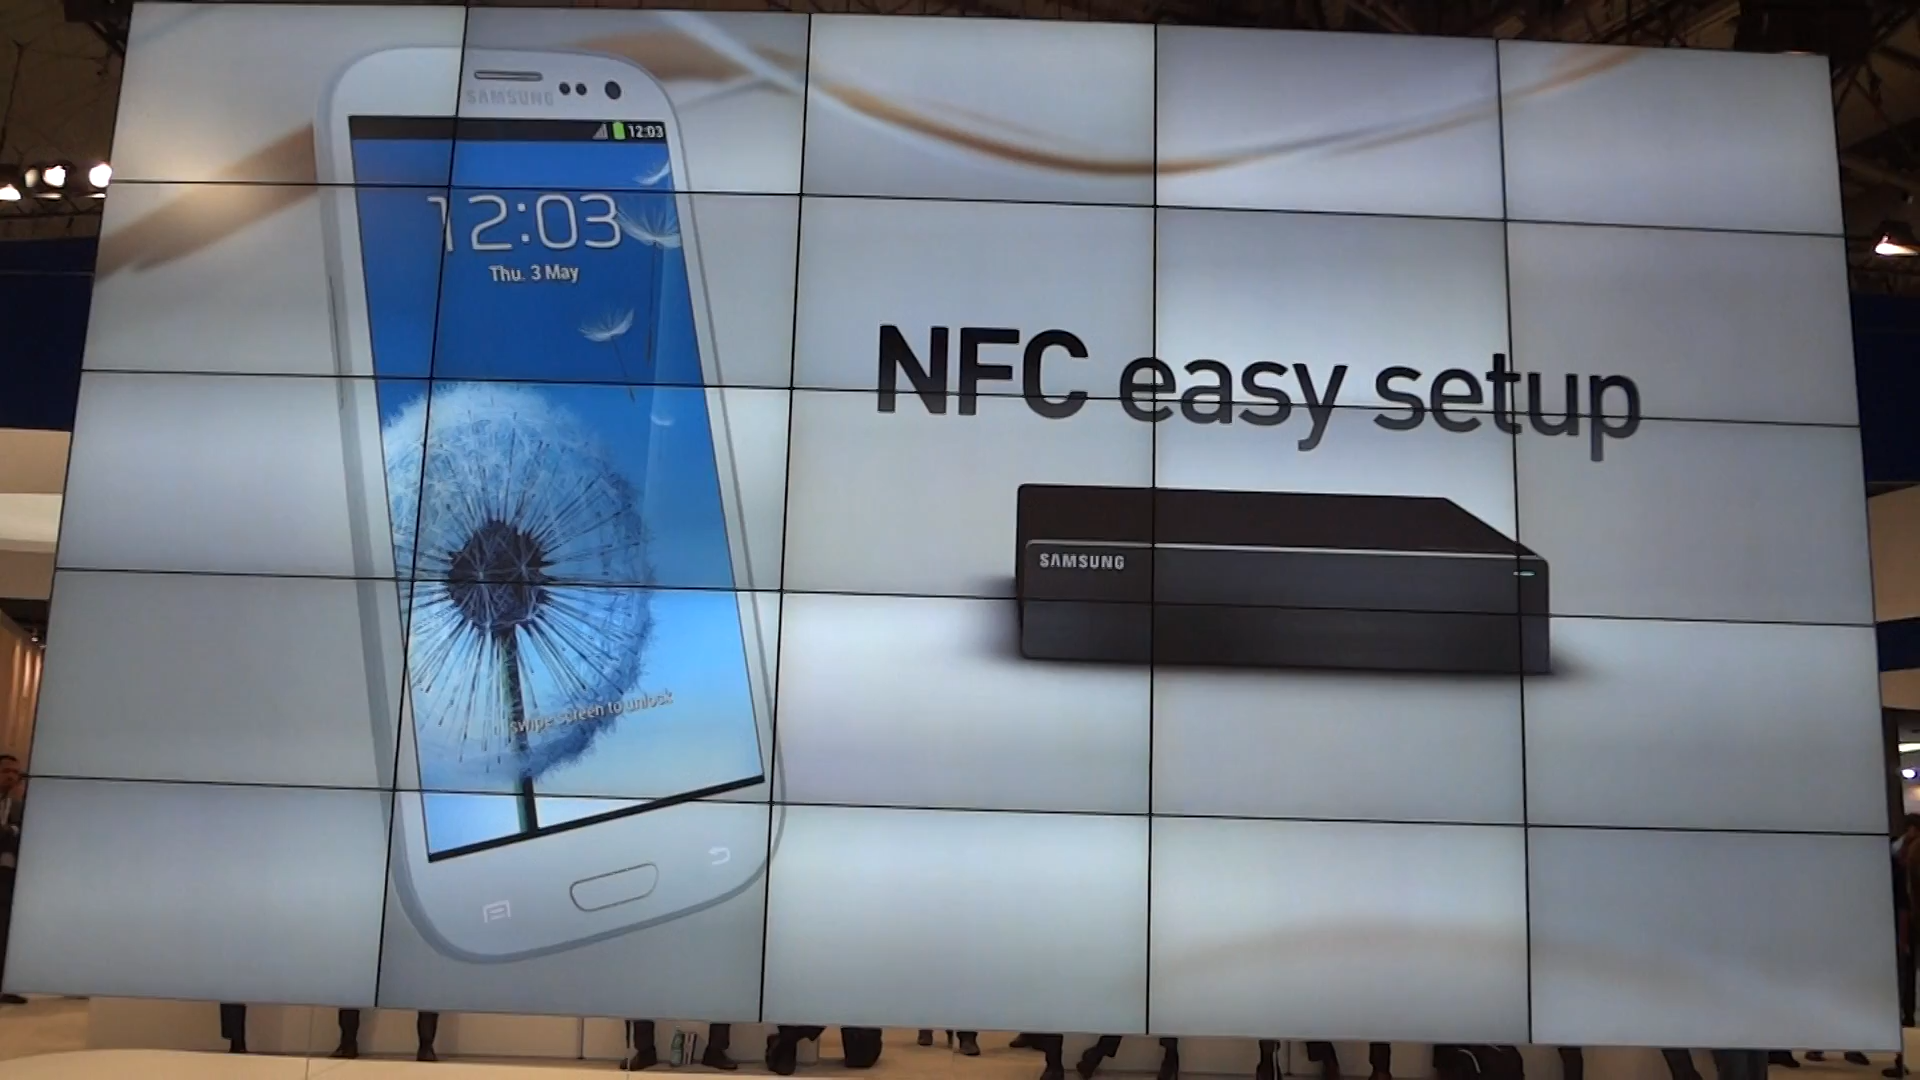 SAMSUNG
12:03
12:03
Thu. 3 May
NFC easy setup
SAMSUNG
swipe screen to unlock